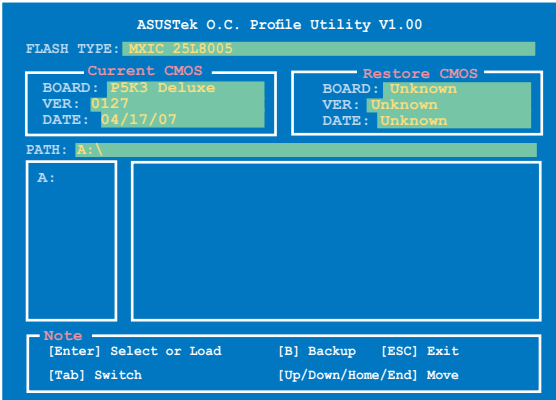 ASUSTek O.C. Profile Utility V1.00
FLASH TYPE: MXIC 25L8005
Current CMOS
BOARD: P5K3 Deluxe
VER: 0127
DATE: 04/17/07
Restore CMOS
BOARD: Unknown
VER: Unknown
DATE: Unknown
PATH: A:\
A:
Note
[Enter] Select or Load [B] Backup [ESC] Exit
[Tab] Switch [Up/Down/Home/End] Move